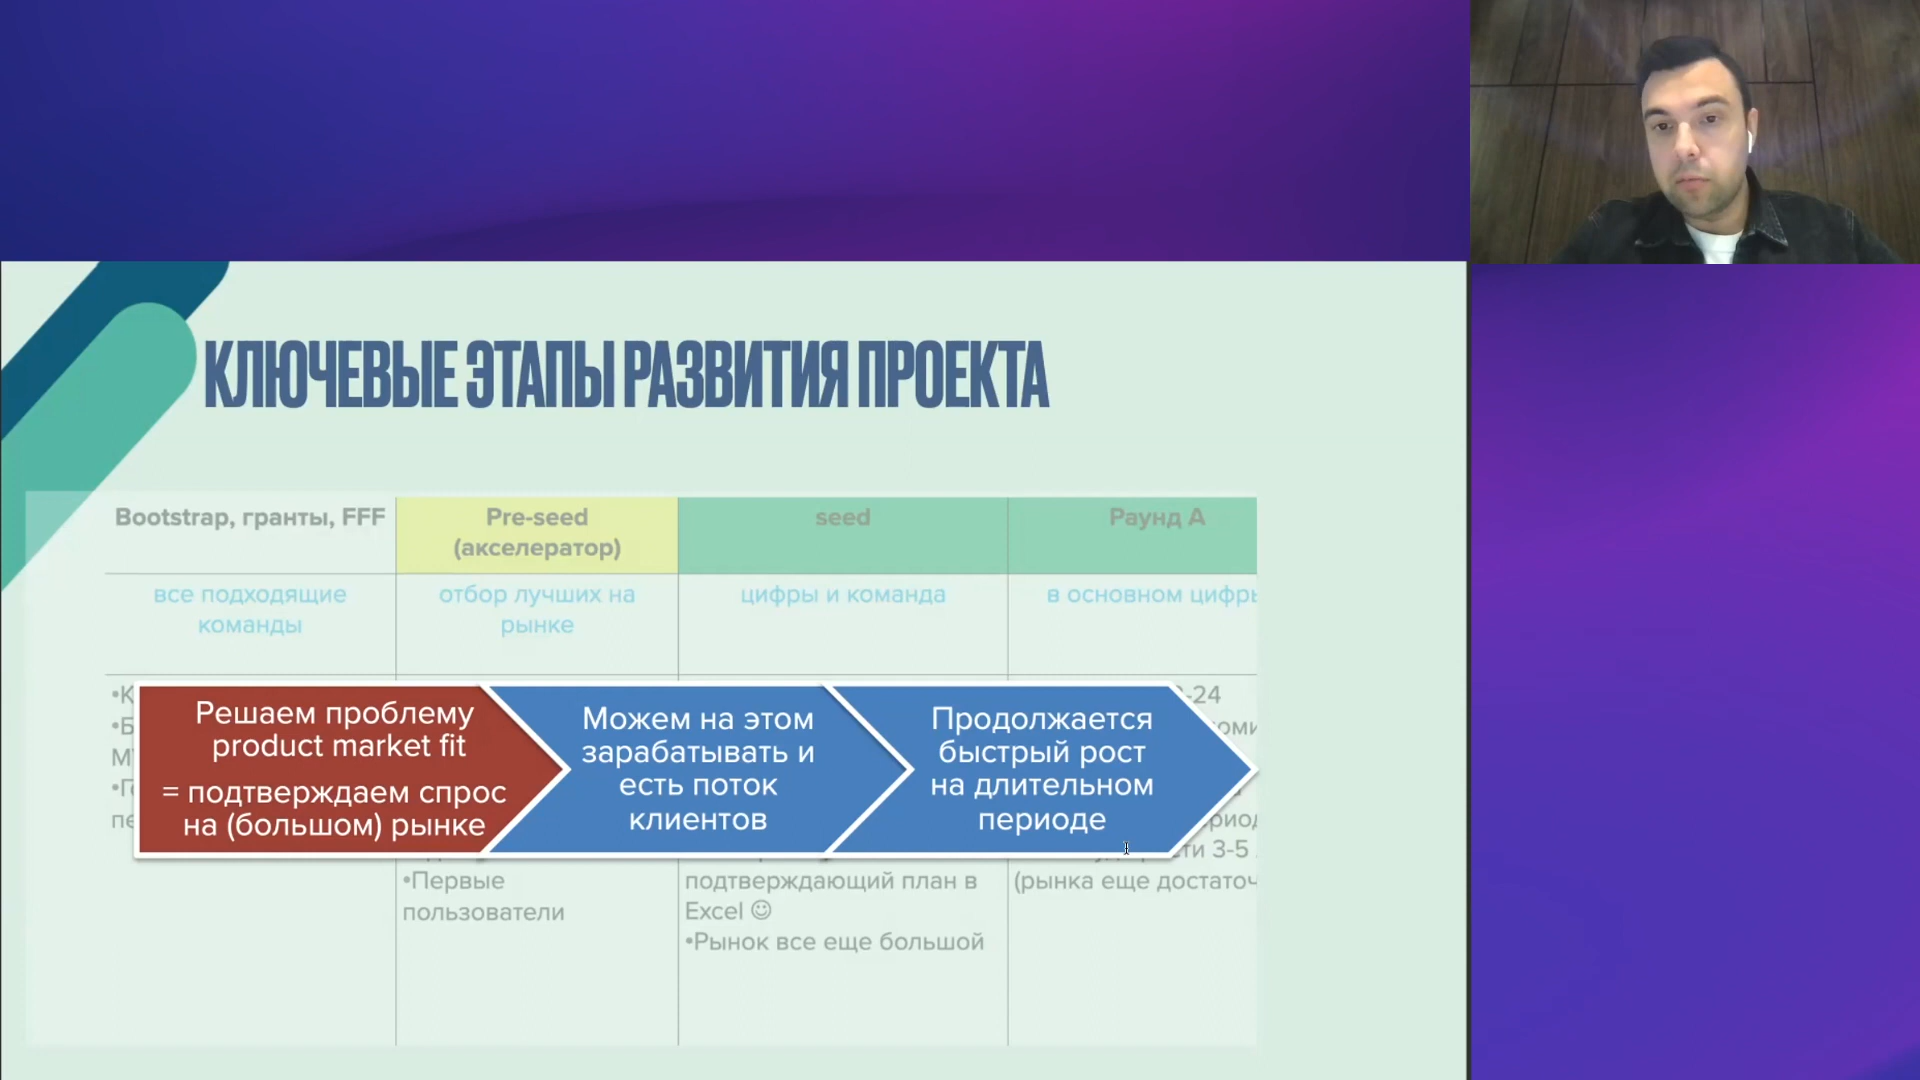 КЛЮЧЕВЫЕ ЭТАПЫ РАЗВИТИЯ ПРОЕКТА
Bootstrap, гранты, FFF
Pre-seed
(акселератор)
seed
Раунд А
все подходящие
команды
отбор лучших на
рынке
цифры и команда
в основном цифры
Решаем проблему
product market fit
= подтверждаем спрос
на (большом) рынке
Можем на этом
зарабатывать и
есть поток
клиентов
Продолжается
быстрый рост
на длительном
периоде
•Первые
пользователи
подтверждающий план в
Excel ☺
•Рынок все еще большой
-24
3-5
(рынка еще